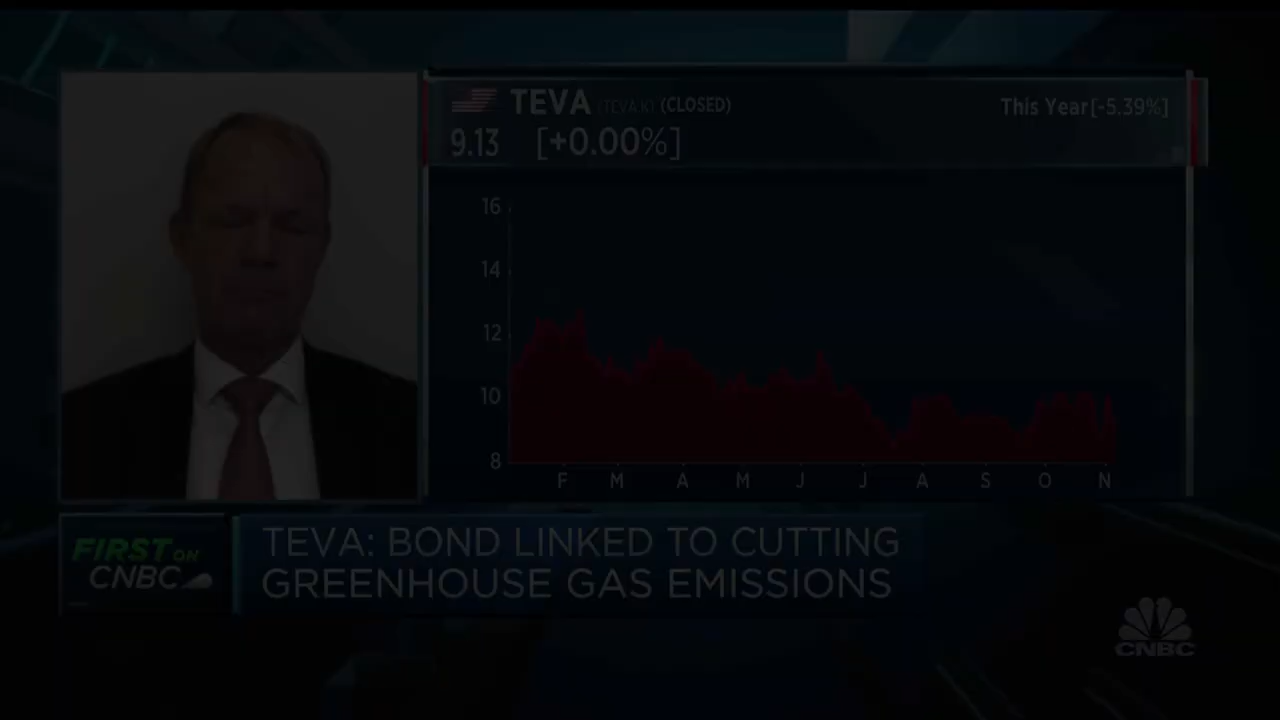 TEVA (TEVA.K) (CLOSED) This Year [-5.39%]
9.13 [+0.00%]
16
14
12
10
8
F M A M J J A S O N
FIRST ON
CNBC
TEVA: BOND LINKED TO CUTTING
GREENHOUSE GAS EMISSIONS
CNBC